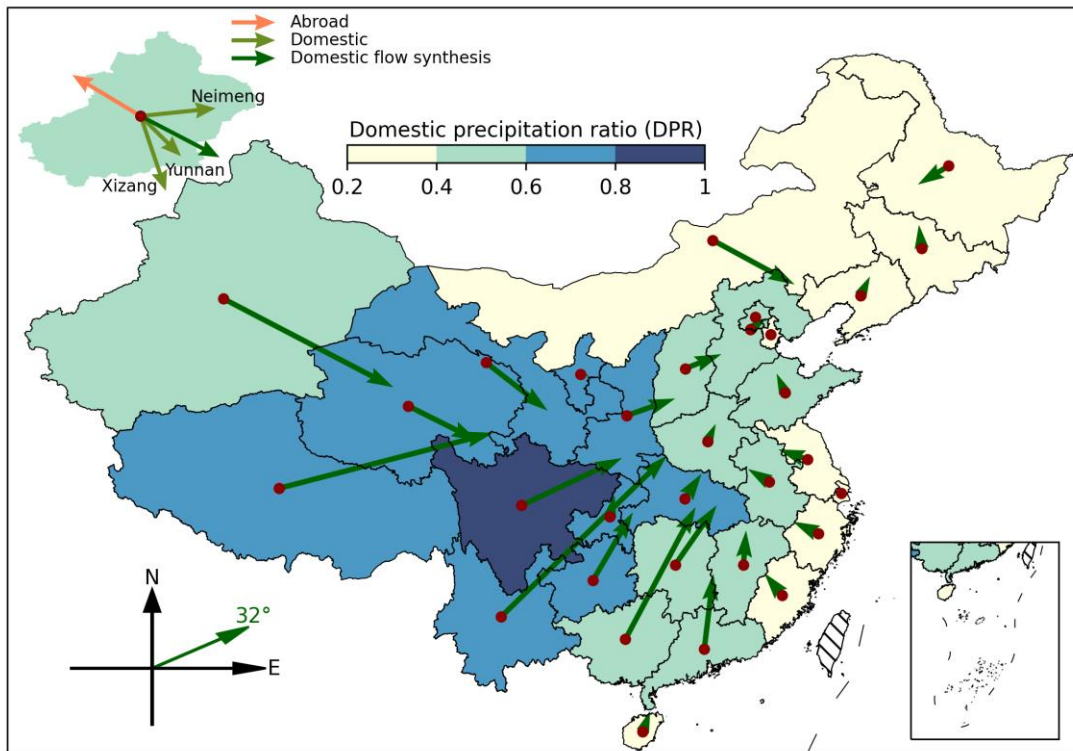 Abroad
Domestic
Domestic flow synthesis
Neimeng
Yunnan
Xizang
Domestic precipitation ratio (DPR)
0.2 0.4 0.6 0.8 1
N
32°
E